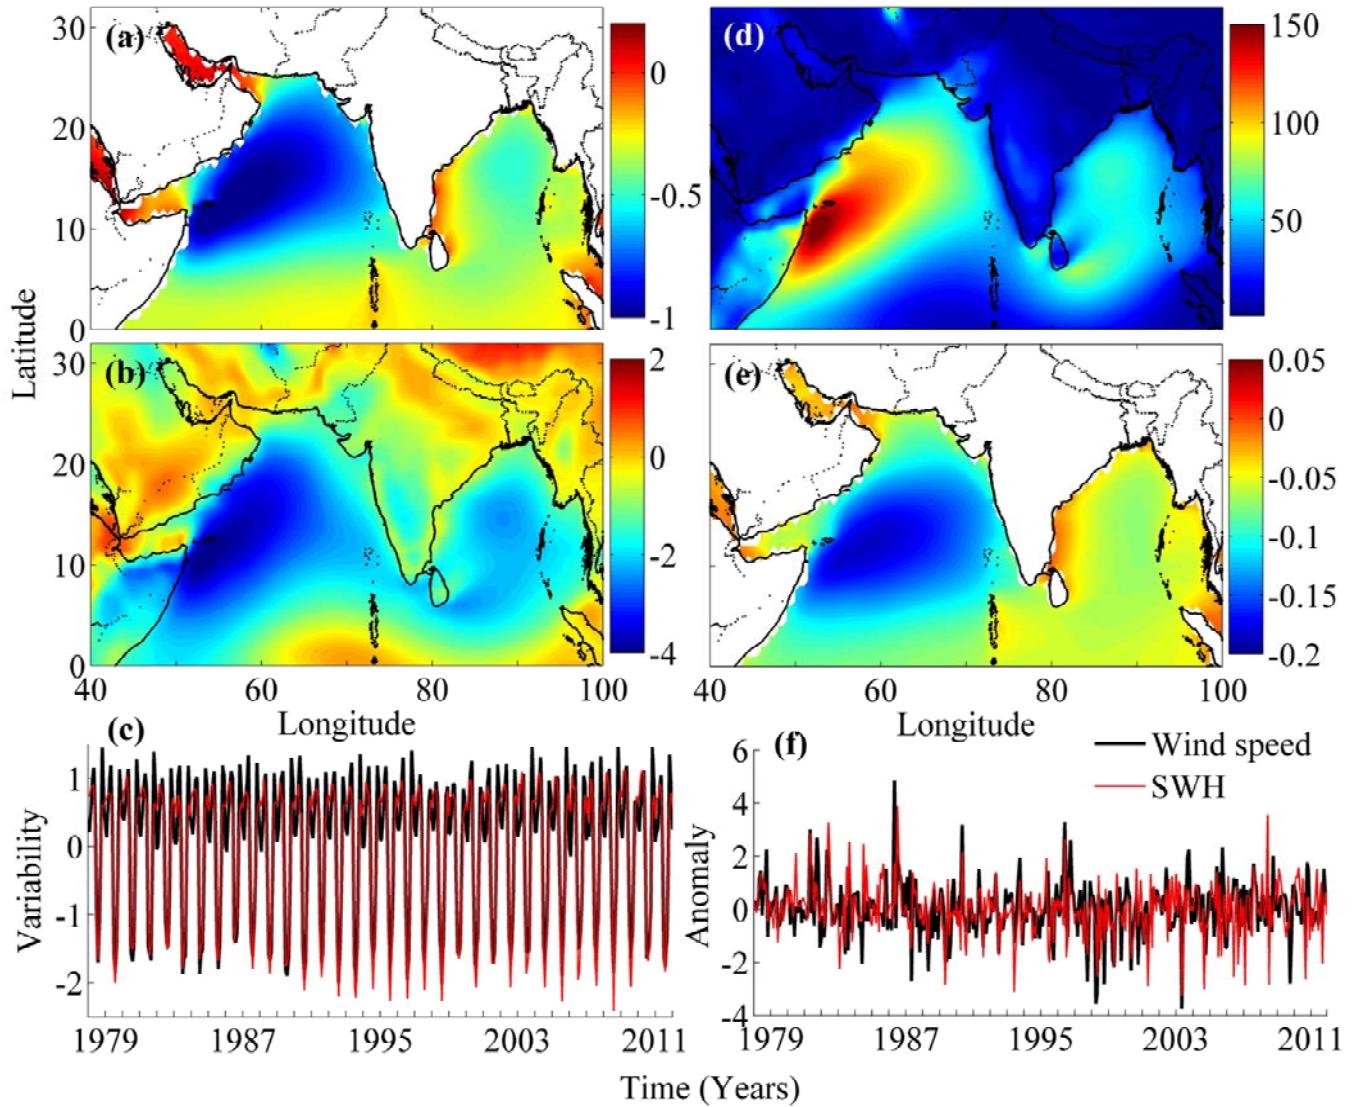 (a)
30
20
10
0
0
-0.5
-1
(d)
150
100
50
Latitude
(b)
30
20
10
0
40 60 80 100
Longitude
2
0
-2
-4
(e)
40 60 80 100
Longitude
0.05
0
-0.05
-0.1
-0.15
-0.2
(c)
Variability
1
0
-1
-2
1979 1987 1995 2003 2011
(f)
Wind speed
SWH
Anomaly
6
4
2
0
-2
-4
1979 1987 1995 2003 2011
Time (Years)